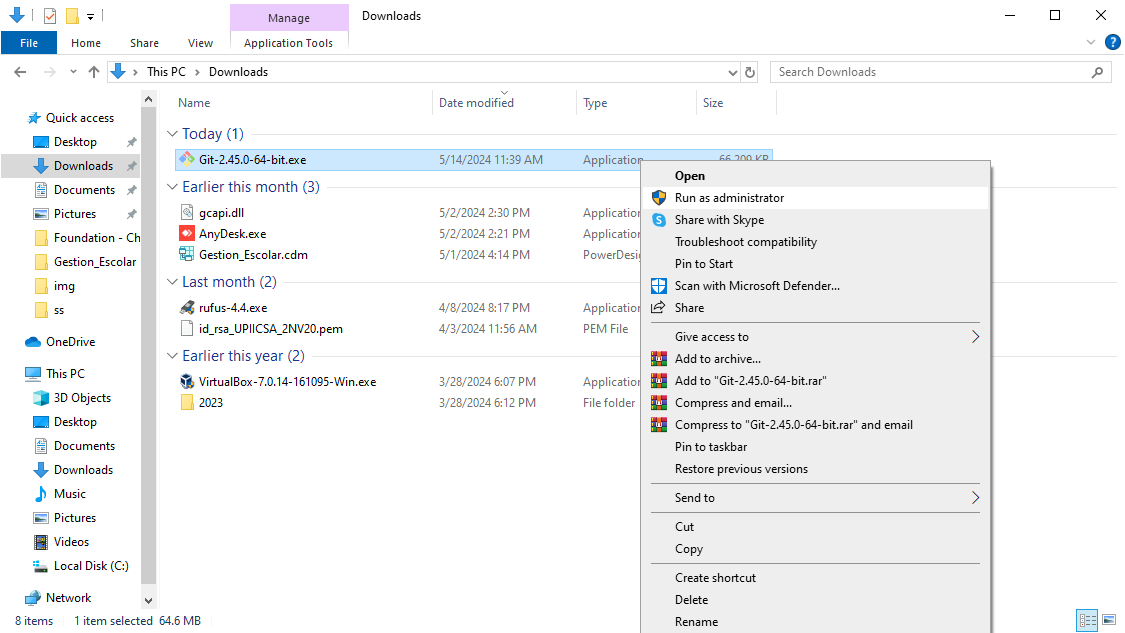 Manage
Downloads
File
Home
Share
View
Application Tools
This PC
Downloads
Search Downloads
Name
Date modified
Type
Size
Quick access
Desktop
Downloads
Documents
Pictures
Foundation - Ch
Gestion_Escolar
img
ss
OneDrive
This PC
3D Objects
Desktop
Documents
Downloads
Music
Pictures
Videos
Local Disk (C:)
Network
Today (1)
Git-2.45.0-64-bit.exe 5/14/2024 11:39 AM Application 66,209 KB
Earlier this month (3)
gcapi.dll 5/2/2024 2:30 PM Application
AnyDesk.exe 5/2/2024 2:21 PM Application
Gestion_Escolar.cdm 5/1/2024 4:14 PM PowerDesig
Last month (2)
rufus-4.4.exe 4/8/2024 8:17 PM Application
id_rsa_UPIICSA_2NV20.pem 4/3/2024 11:56 AM PEM File
Earlier this year (2)
VirtualBox-7.0.14-161095-Win.exe 3/28/2024 6:07 PM Application
2023 3/28/2024 6:12 PM File folder
Open
Run as administrator
Share with Skype
Troubleshoot compatibility
Pin to Start
Scan with Microsoft Defender...
Share
Give access to
Add to archive...
Add to "Git-2.45.0-64-bit.rar"
Compress and email...
Compress to "Git-2.45.0-64-bit.rar" and email
Pin to taskbar
Restore previous versions
Send to
Cut
Copy
Create shortcut
Delete
Rename
8 items
1 item selected 64.6 MB